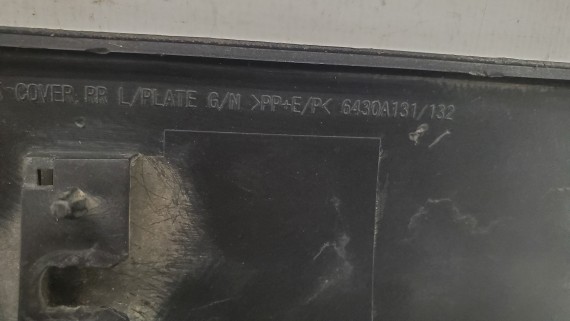 COVER, RR L/PLATE G/N >PP+E/P< 6430A131/132